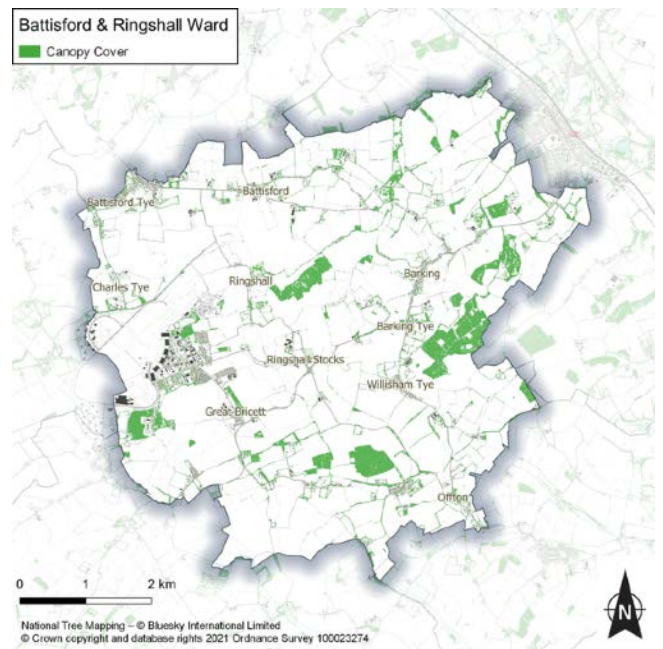 Battisford & Ringshall Ward
Canopy Cover
Battisford Tye
Battisford
Charles Tye
Ringshall
Barking
Barking Tye
Ringshall Stocks
Willisham Tye
Great Bricett
Offton
0 1 2 km
N
National Tree Mapping – © Bluesky International Limited
© Crown copyright and database rights 2021 Ordnance Survey 100023274